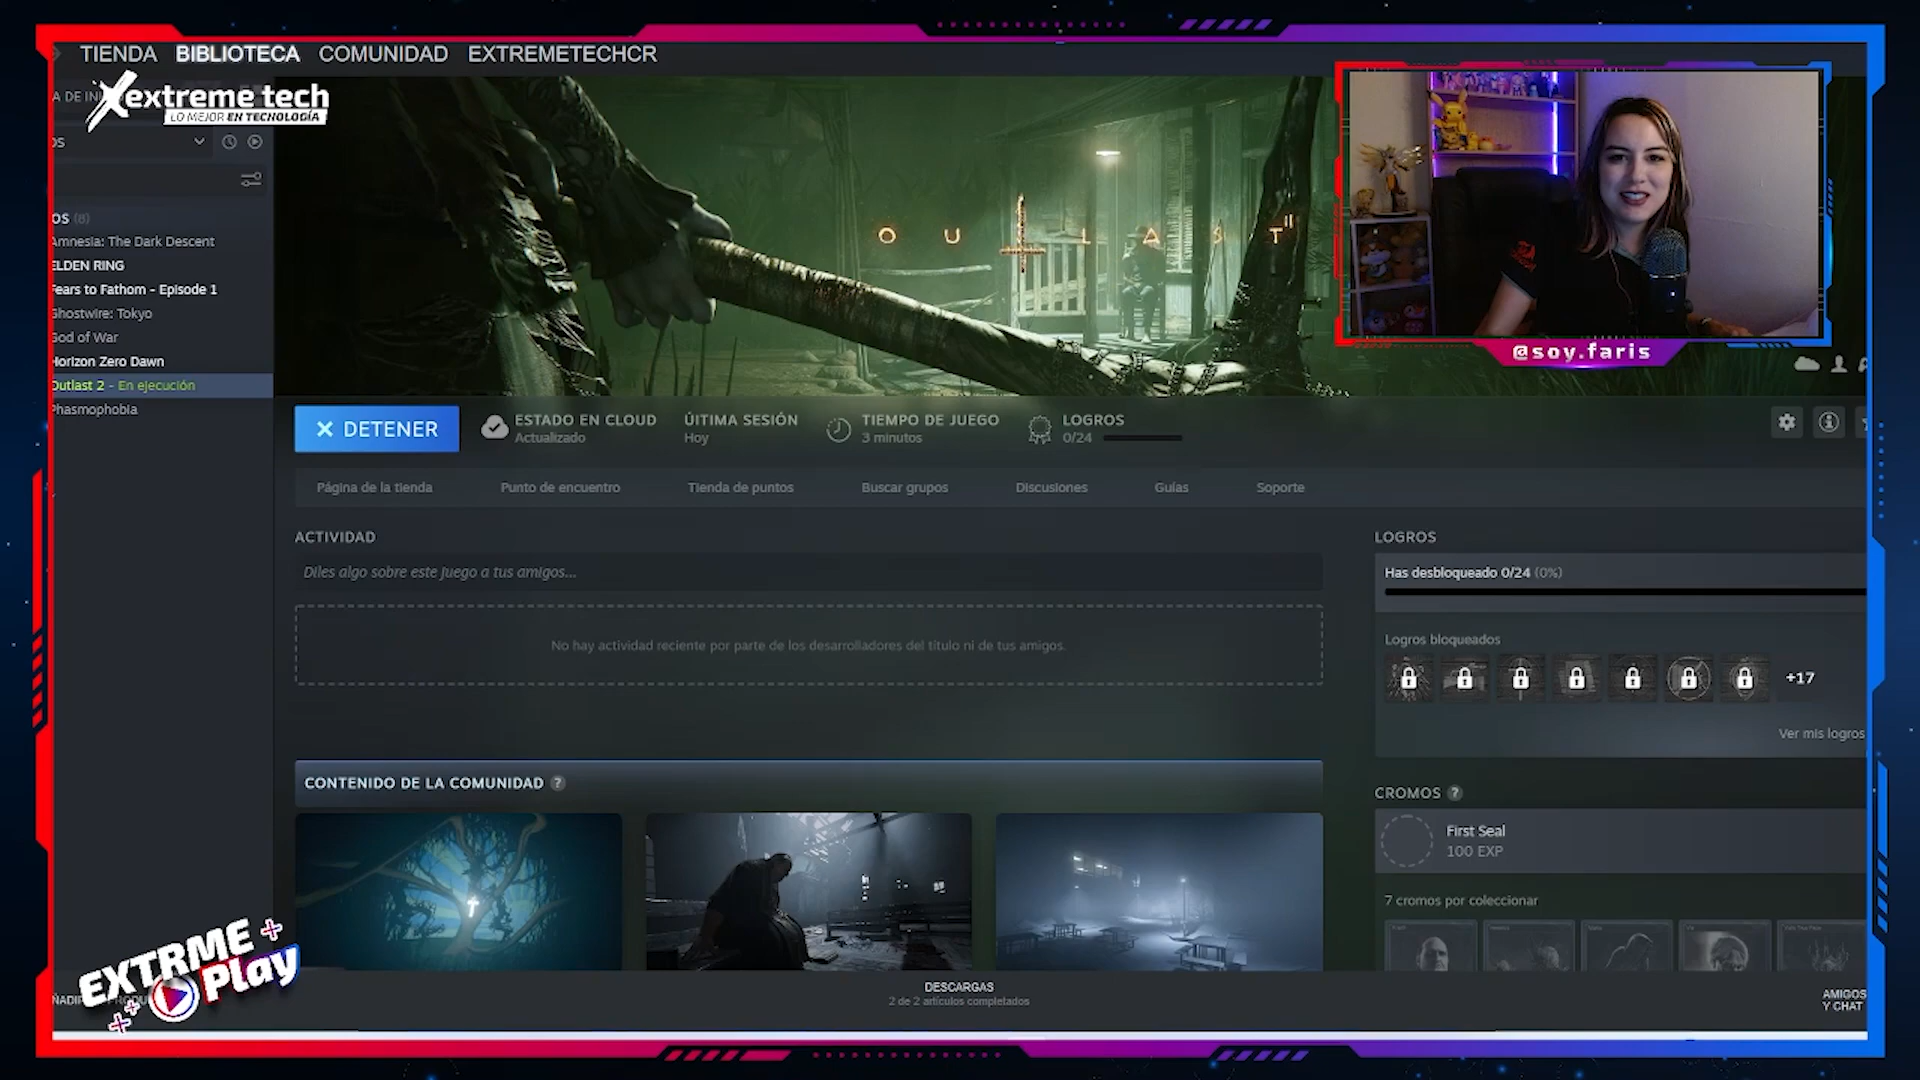 TIENDA BIBLIOTECA COMUNIDAD EXTREMETECHCR
A DE INI
extreme tech
LO MEJOR EN TECNOLOGÍA
OS
OS (8)
Amnesia: The Dark Descent
ELDEN RING
Fears to Fathom - Episode 1
Ghostwire: Tokyo
God of War
Horizon Zero Dawn
Outlast 2 - En ejecución
Phasmophobia
OUTLAST II
@soy.faris
DETENER
ESTADO EN CLOUD
Actualizado
ÚLTIMA SESIÓN
Hoy
TIEMPO DE JUEGO
3 minutos
LOGROS
0/24
Página de la tienda
Punto de encuentro
Tienda de puntos
Buscar grupos
Discusiones
Guías
Soporte
ACTIVIDAD
Diles algo sobre este juego a tus amigos...
No hay actividad reciente por parte de los desarrolladores del título ni de tus amigos.
CONTENIDO DE LA COMUNIDAD ?
LOGROS
Has desbloqueado 0/24 (0%)
Logros bloqueados
+17
Ver mis logros
CROMOS ?
First Seal
100 EXP
7 cromos por coleccionar
EXTRME
Play
DESCARGAS
2 de 2 artículos completados
AMIGOS
Y CHAT